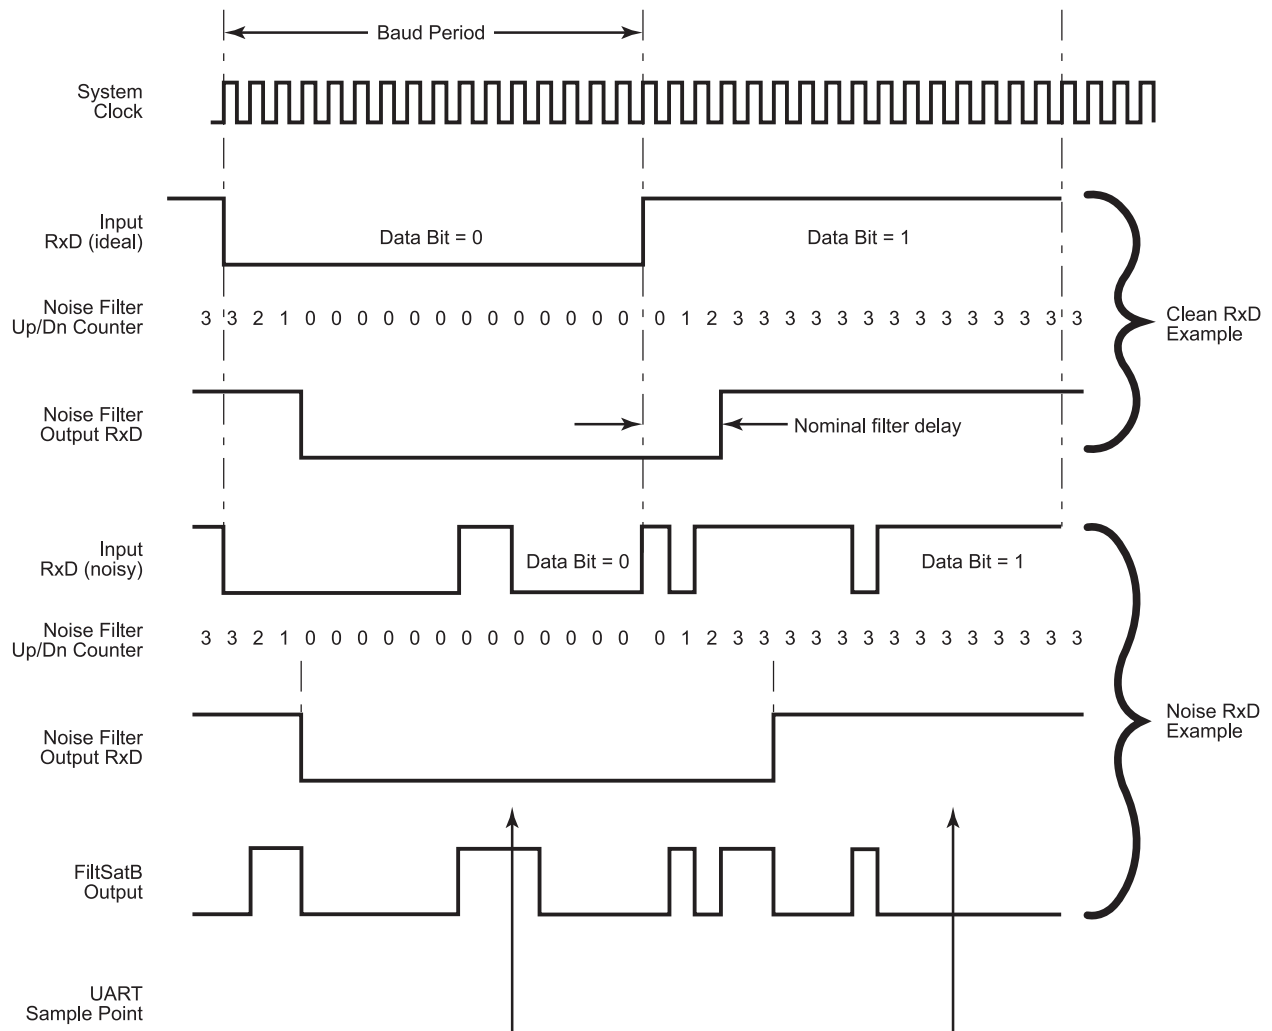 Baud Period
System
Clock
Input
RxD (ideal)
Data Bit = 0
Data Bit = 1
Noise Filter
Up/Dn Counter
3 3 2 1 0 0 0 0 0 0 0 0 0 0 0 0 0 0 1 2 3 3 3 3 3 3 3 3 3 3 3 3 3 3
Clean RxD
Example
Noise Filter
Output RxD
Nominal filter delay
Input
RxD (noisy)
Data Bit = 0
Data Bit = 1
Noise Filter
Up/Dn Counter
3 3 2 1 0 0 0 0 0 0 0 0 0 0 0 0 0 0 1 2 3 3 3 3 3 3 3 3 3 3 3 3 3 3
Noise Filter
Output RxD
Noise RxD
Example
FiltSatB
Output
UART
Sample Point